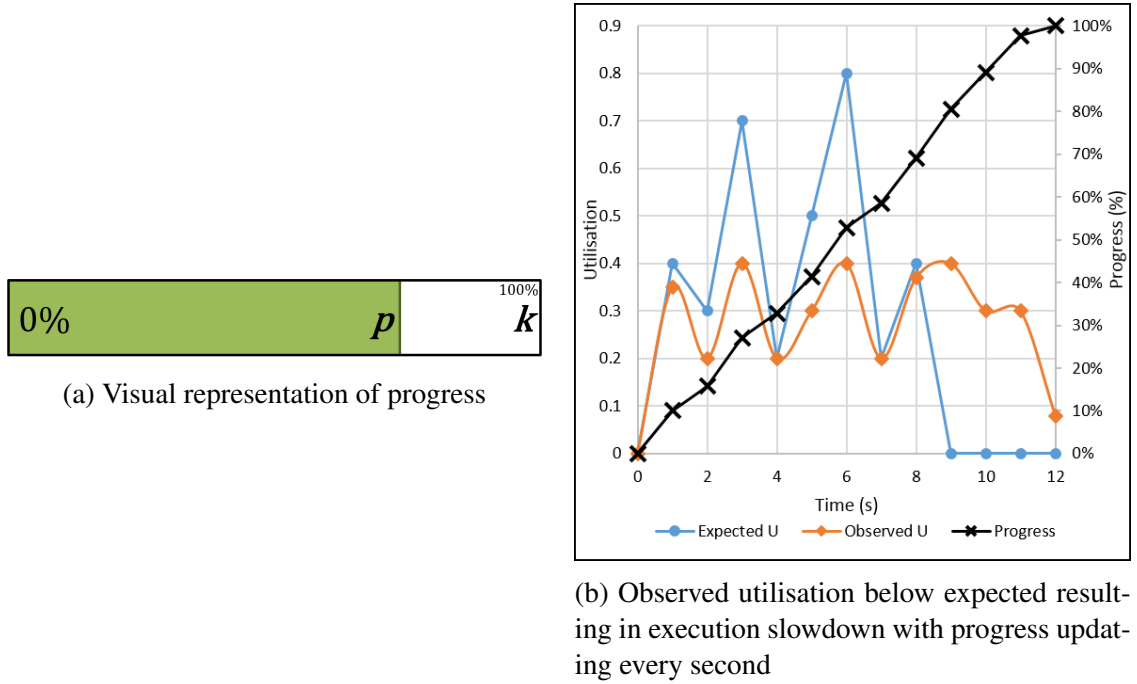 0%
p
100%
k
(a) Visual representation of progress
0.9
0.8
0.7
0.6
0.5
0.4
0.3
0.2
0.1
0
Utilisation
100%
90%
80%
70%
60%
50%
40%
30%
20%
10%
0%
Progress (%)
0 2 4 6 8 10 12
Time (s)
Expected U Observed U Progress
(b) Observed utilisation below expected result-
ing in execution slowdown with progress updat-
ing every second